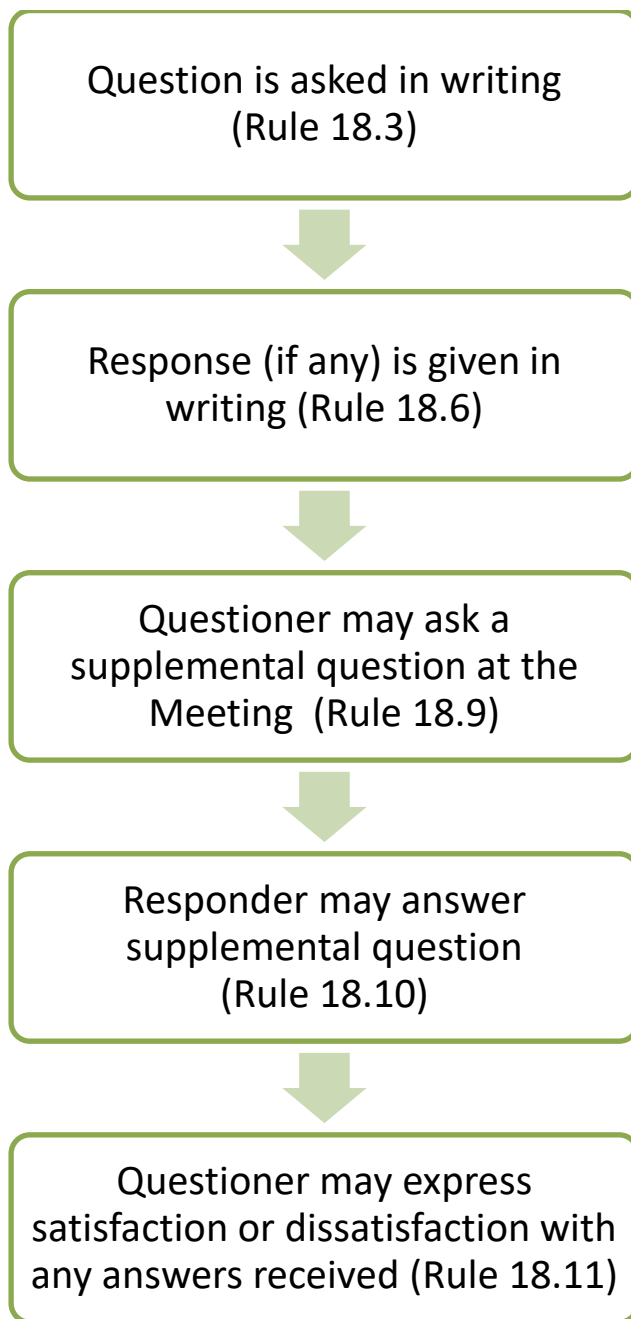 Question is asked in writing
(Rule 18.3)
Response (if any) is given in
writing (Rule 18.6)
Questioner may ask a
supplemental question at the
Meeting  (Rule 18.9)
Responder may answer
supplemental question
(Rule 18.10)
Questioner may express
satisfaction or dissatisfaction with
any answers received (Rule 18.11)